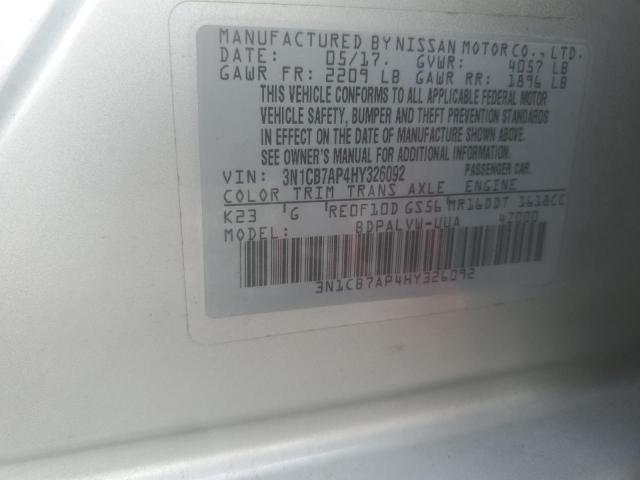 MANUFACTURED BY NISSAN MOTOR CO., LTD.
DATE: 05/17. GVWR: 4057 LB
GAWR FR: 2209 LB GAWR RR: 1896 LB
THIS VEHICLE CONFORMS TO ALL APPLICABLE FEDERAL MOTOR
VEHICLE SAFETY, BUMPER AND THEFT PREVENTION STANDARDS
IN EFFECT ON THE DATE OF MANUFACTURE SHOWN ABOVE.
SEE OWNER'S MANUAL FOR ADDITIONAL INFORMATION.
VIN: 3N1CB7AP4HY326092 PASSENGER CAR.
COLOR TRIM TRANS AXLE ENGINE
K23 G RE0F10D GS56 MR16DDT 1618CC
MODEL: BDPALVW-UUA 47000
3N1CB7AP4HY326092